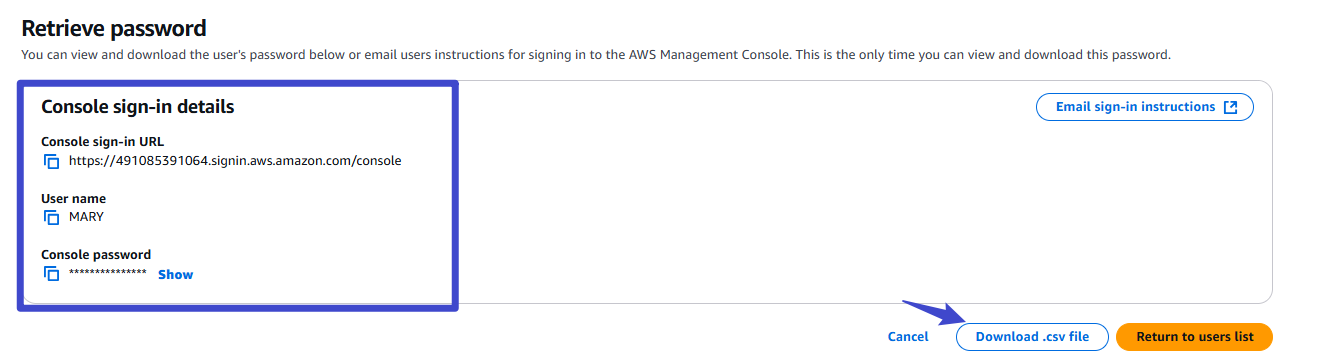 Retrieve password
You can view and download the user's password below or email users instructions for signing in to the AWS Management Console. This is the only time you can view and download this password.
Console sign-in details
Email sign-in instructions
Console sign-in URL
https://491085391064.signin.aws.amazon.com/console
User name
MARY
Console password
*************** Show
Cancel
Download .csv file
Return to users list